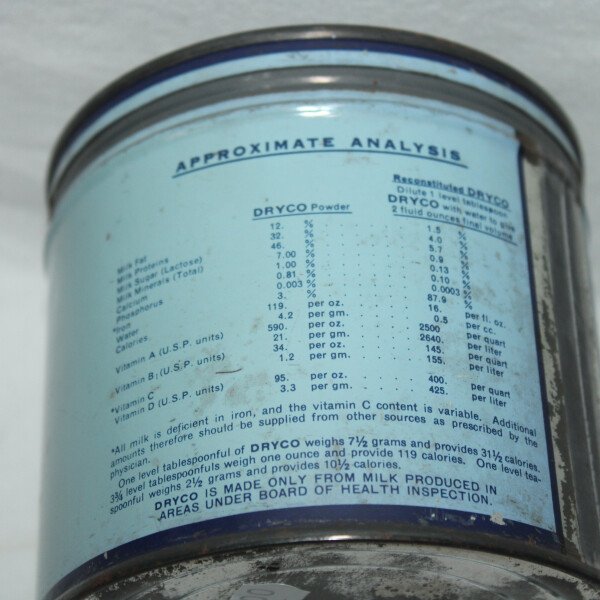 APPROXIMATE ANALYSIS
Reconstituted DRYCO
Dilute 1 level tablespoon
DRYCO Powder DRYCO with water to give
2 fluid ounces final volume
Milk Fat 12. % 1.5 %
Milk Proteins 32. % 4.0 %
Milk Sugar (Lactose) 46. % 5.7 %
Milk Minerals (Total) 7.00 % 0.9 %
Calcium 1.00 % 0.13 %
Phosphorus 0.81 % 0.10 %
*Iron 0.003 % 0.0003 %
Water 3. % 87.9 %
Calories 119. per oz. 16. per fl. oz.
4.2 per gm. 0.5 per cc.
Vitamin A (U.S.P. units) 590. per oz. 2500 per quart
21. per gm. 2640. per liter
Vitamin B₁ (U.S.P. units) 34. per oz. 145. per quart
1.2 per gm. 155. per liter
*Vitamin C
Vitamin D (U.S.P. units) 95. per oz. 400. per quart
3.3 per gm. 425. per liter
*All milk is deficient in iron, and the vitamin C content is variable. Additional
amounts therefore should be supplied from other sources as prescribed by the
physician.
One level tablespoonful of DRYCO weighs 7½ grams and provides 31½ calories.
3¾ level tablespoonfuls weigh one ounce and provide 119 calories. One level tea-
spoonful weighs 2½ grams and provides 10½ calories.
DRYCO IS MADE ONLY FROM MILK PRODUCED IN
AREAS UNDER BOARD OF HEALTH INSPECTION.